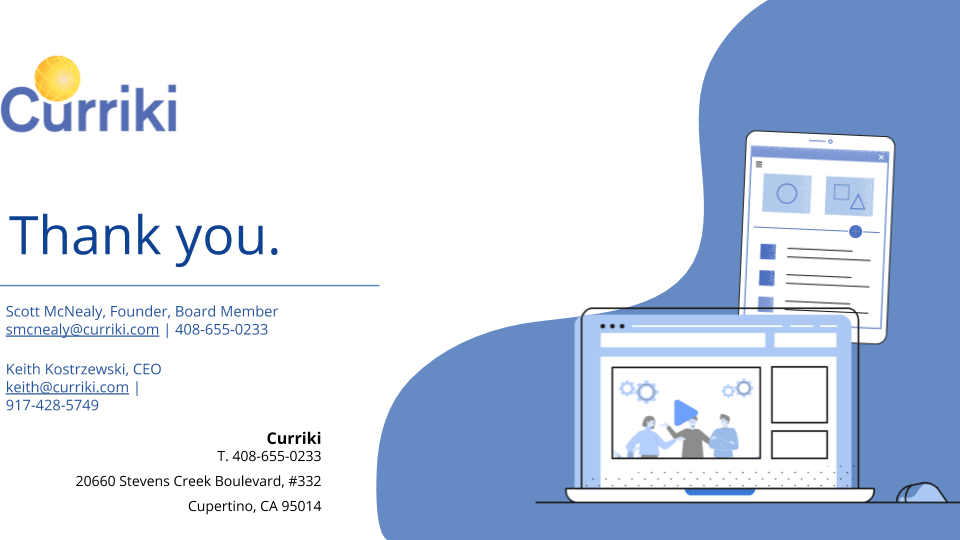 Curriki
Thank you.
Scott McNealy, Founder, Board Member
smcnealy@curriki.com | 408-655-0233
Keith Kostrzewski, CEO
keith@curriki.com |
917-428-5749
Curriki
T. 408-655-0233
20660 Stevens Creek Boulevard, #332
Cupertino, CA 95014